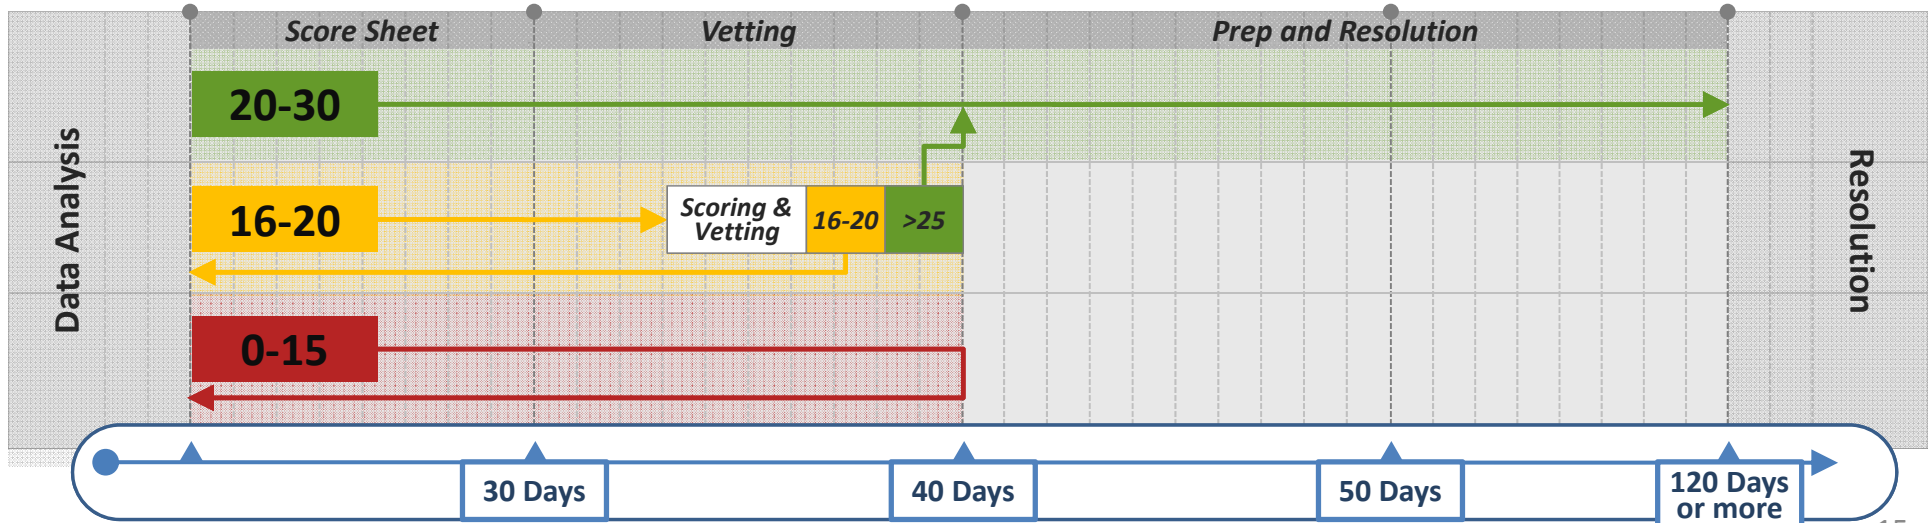 Score Sheet
Vetting
Prep and Resolution
Data Analysis
20-30
16-20
Scoring &
Vetting
16-20
>25
0-15
Resolution
30 Days
40 Days
50 Days
120 Days
or more